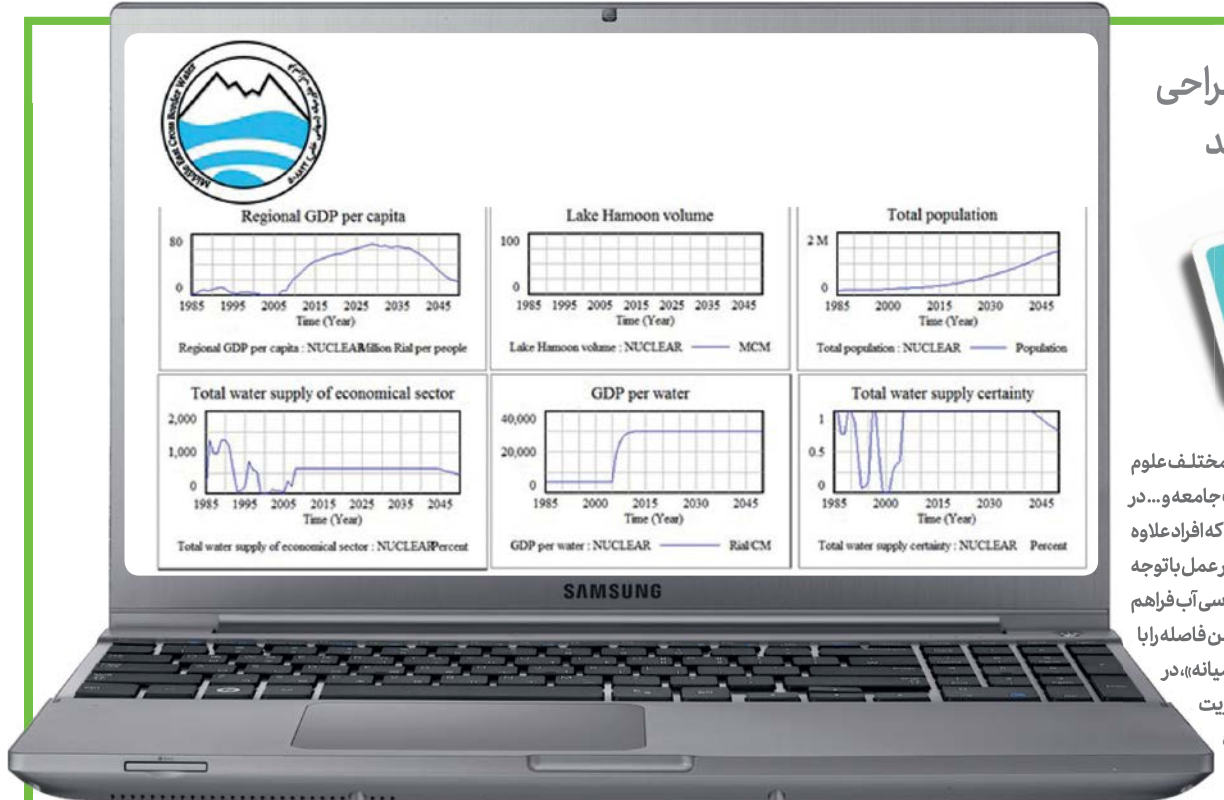 راحی
د
Middle East Cross Border Water
Regional GDP per capita
80
0
1985 1995 2005 2015 2025 2035 2045
Time (Year)
Regional GDP per capita : NUCLEAR Million Rial per people
Lake Hamoon volume
100
0
1985 1995 2005 2015 2025 2035 2045
Time (Year)
Lake Hamoon volume : NUCLEAR MCM
Total population
2 M
0
1985 2000 2015 2030 2045
Time (Year)
Total population : NUCLEAR Population
Total water supply of economical sector
2,000
1,000
0
1985 1995 2005 2015 2025 2035 2045
Time (Year)
Total water supply of economical sector : NUCLEAR Percent
GDP per water
40,000
20,000
0
1985 2000 2015 2030 2045
Time (Year)
GDP per water : NUCLEAR Rial/CM
Total water supply certainty
1
0.5
0
1985 2000 2015 2030 2045
Time (Year)
Total water supply certainty : NUCLEAR Percent
SAMSUNG
مختلف علوم
جامعه و... در
که افراد علاوه
ر عمل با توجه
سی آب فراهم
ن فاصله را با
میانه»، در
ریت